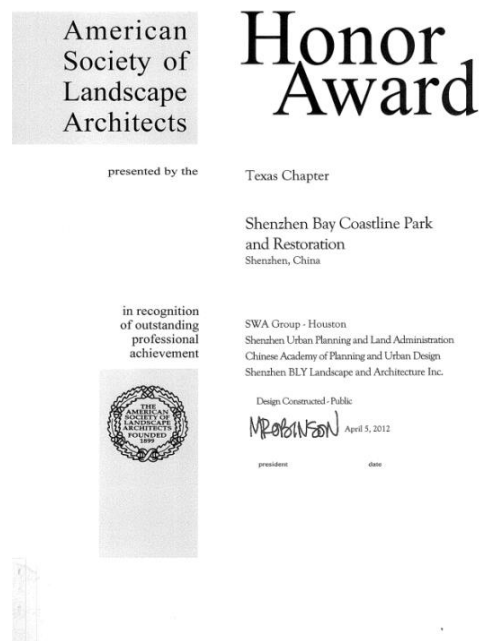 American
Society of
Landscape
Architects
Honor
Award
presented by the
Texas Chapter
Shenzhen Bay Coastline Park
and Restoration
Shenzhen, China
in recognition
of outstanding
professional
achievement
SWA Group - Houston
Shenzhen Urban Planning and Land Administration
Chinese Academy of Planning and Urban Design
Shenzhen BLY Landscape and Architecture Inc.
THE
AMERICAN
SOCIETY OF
LANDSCAPE
ARCHITECTS
FOUNDED
1899
Design Constructed - Public
MROBINSON April 5, 2012
president date